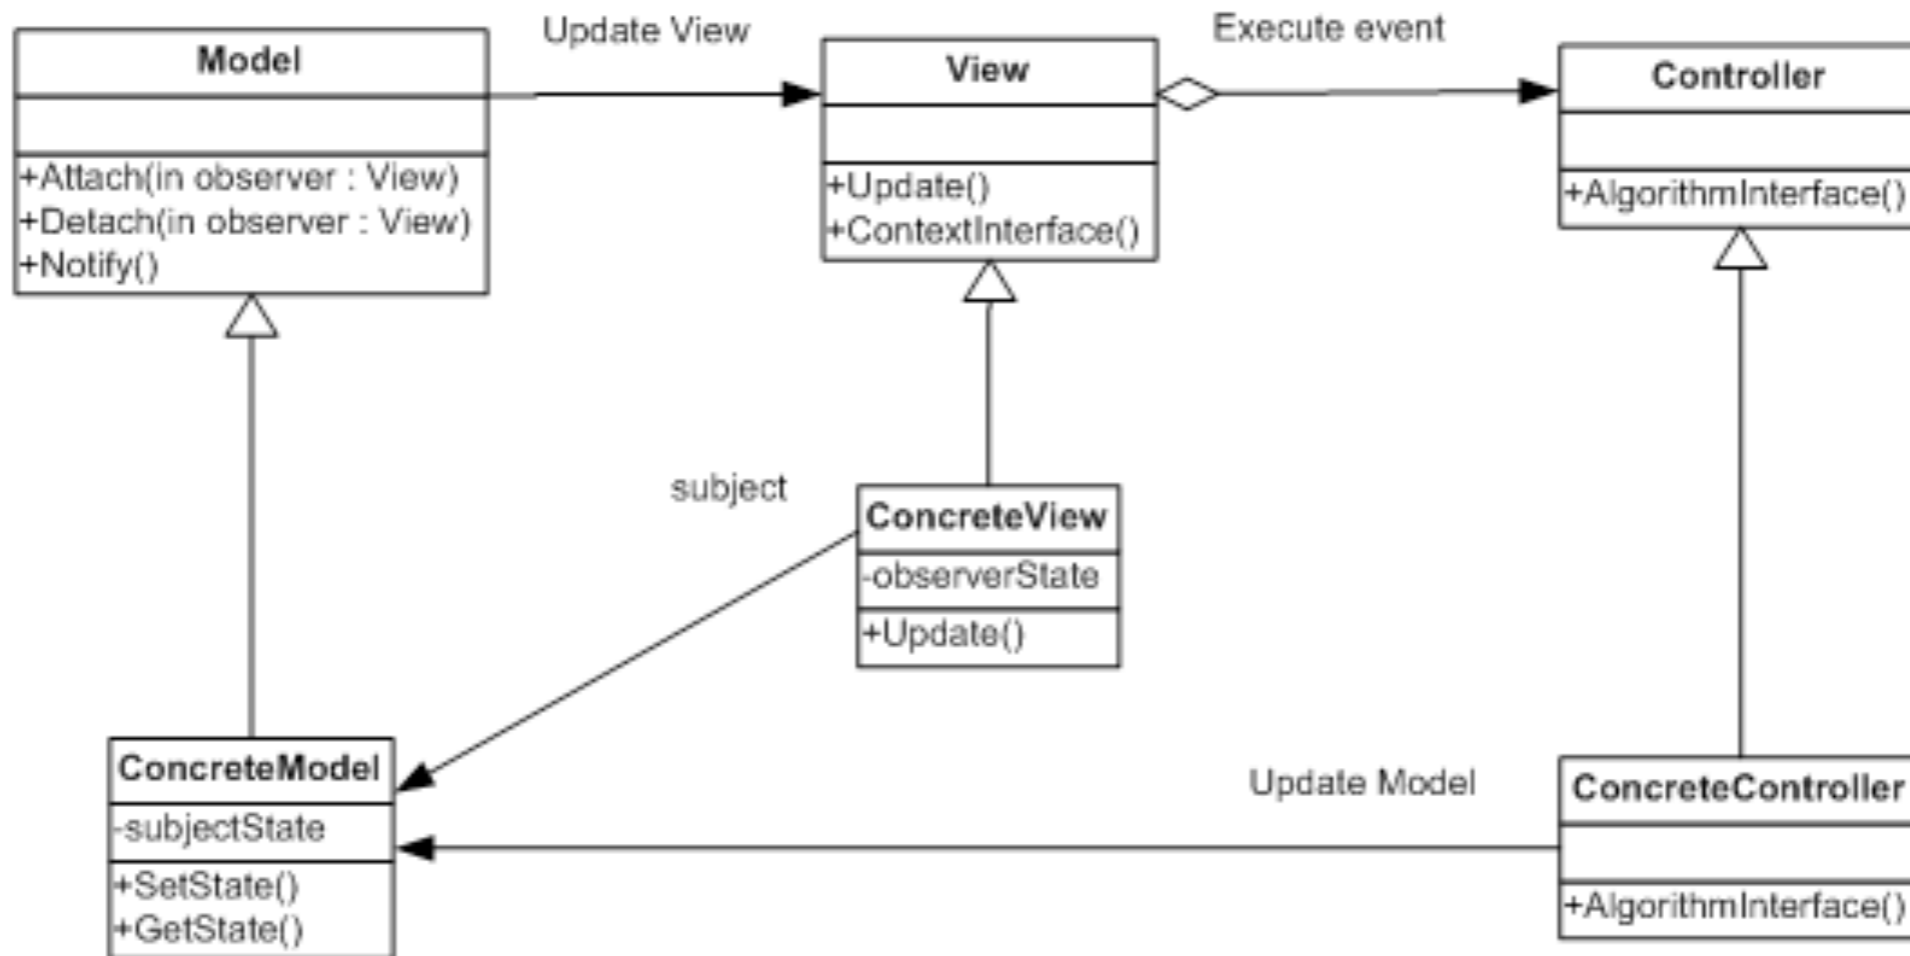 Update View
Execute event
Model
View
Controller
+Attach(in observer : View)
+Detach(in observer : View)
+Notify()
+Update()
+ContextInterface()
+AlgorithmInterface()
subject
ConcreteView
-observerState
+Update()
ConcreteModel
-subjectState
+SetState()
+GetState()
Update Model
ConcreteController
+AlgorithmInterface()